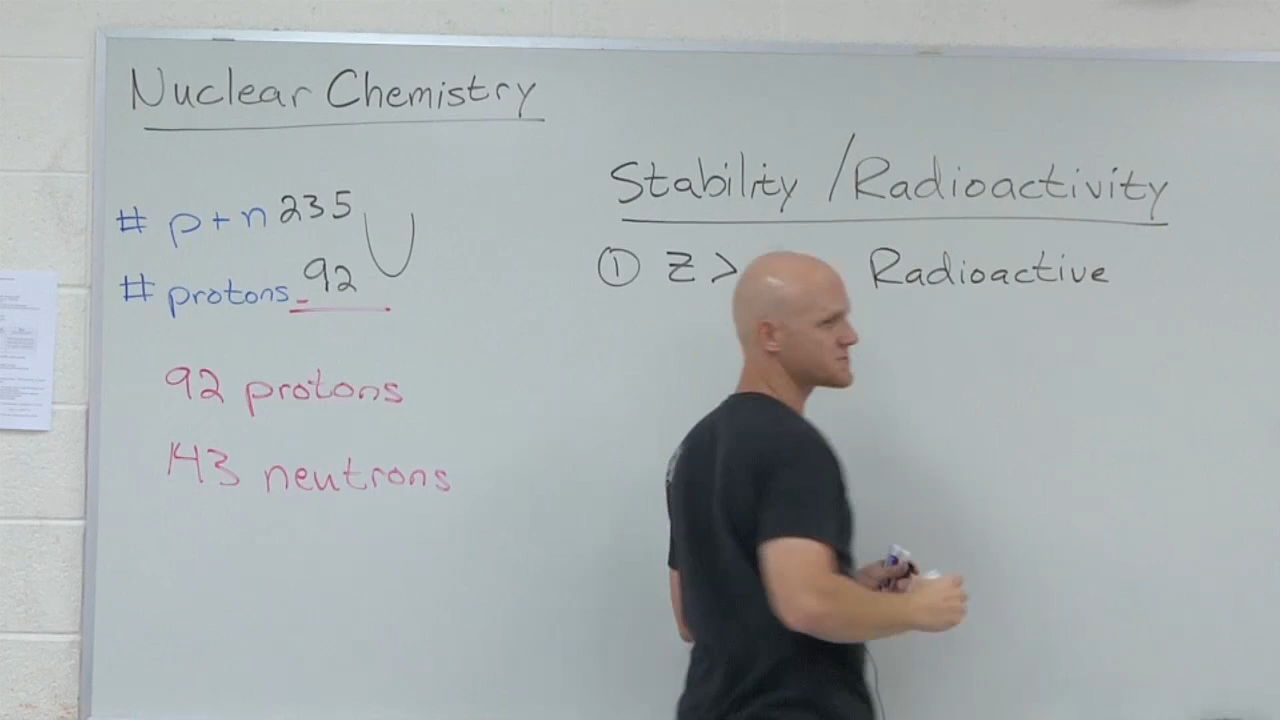 Nuclear Chemistry
# p+n 235 U
# protons 92
92 protons
143 neutrons
Stability / Radioactivity
① Z > Radioactive